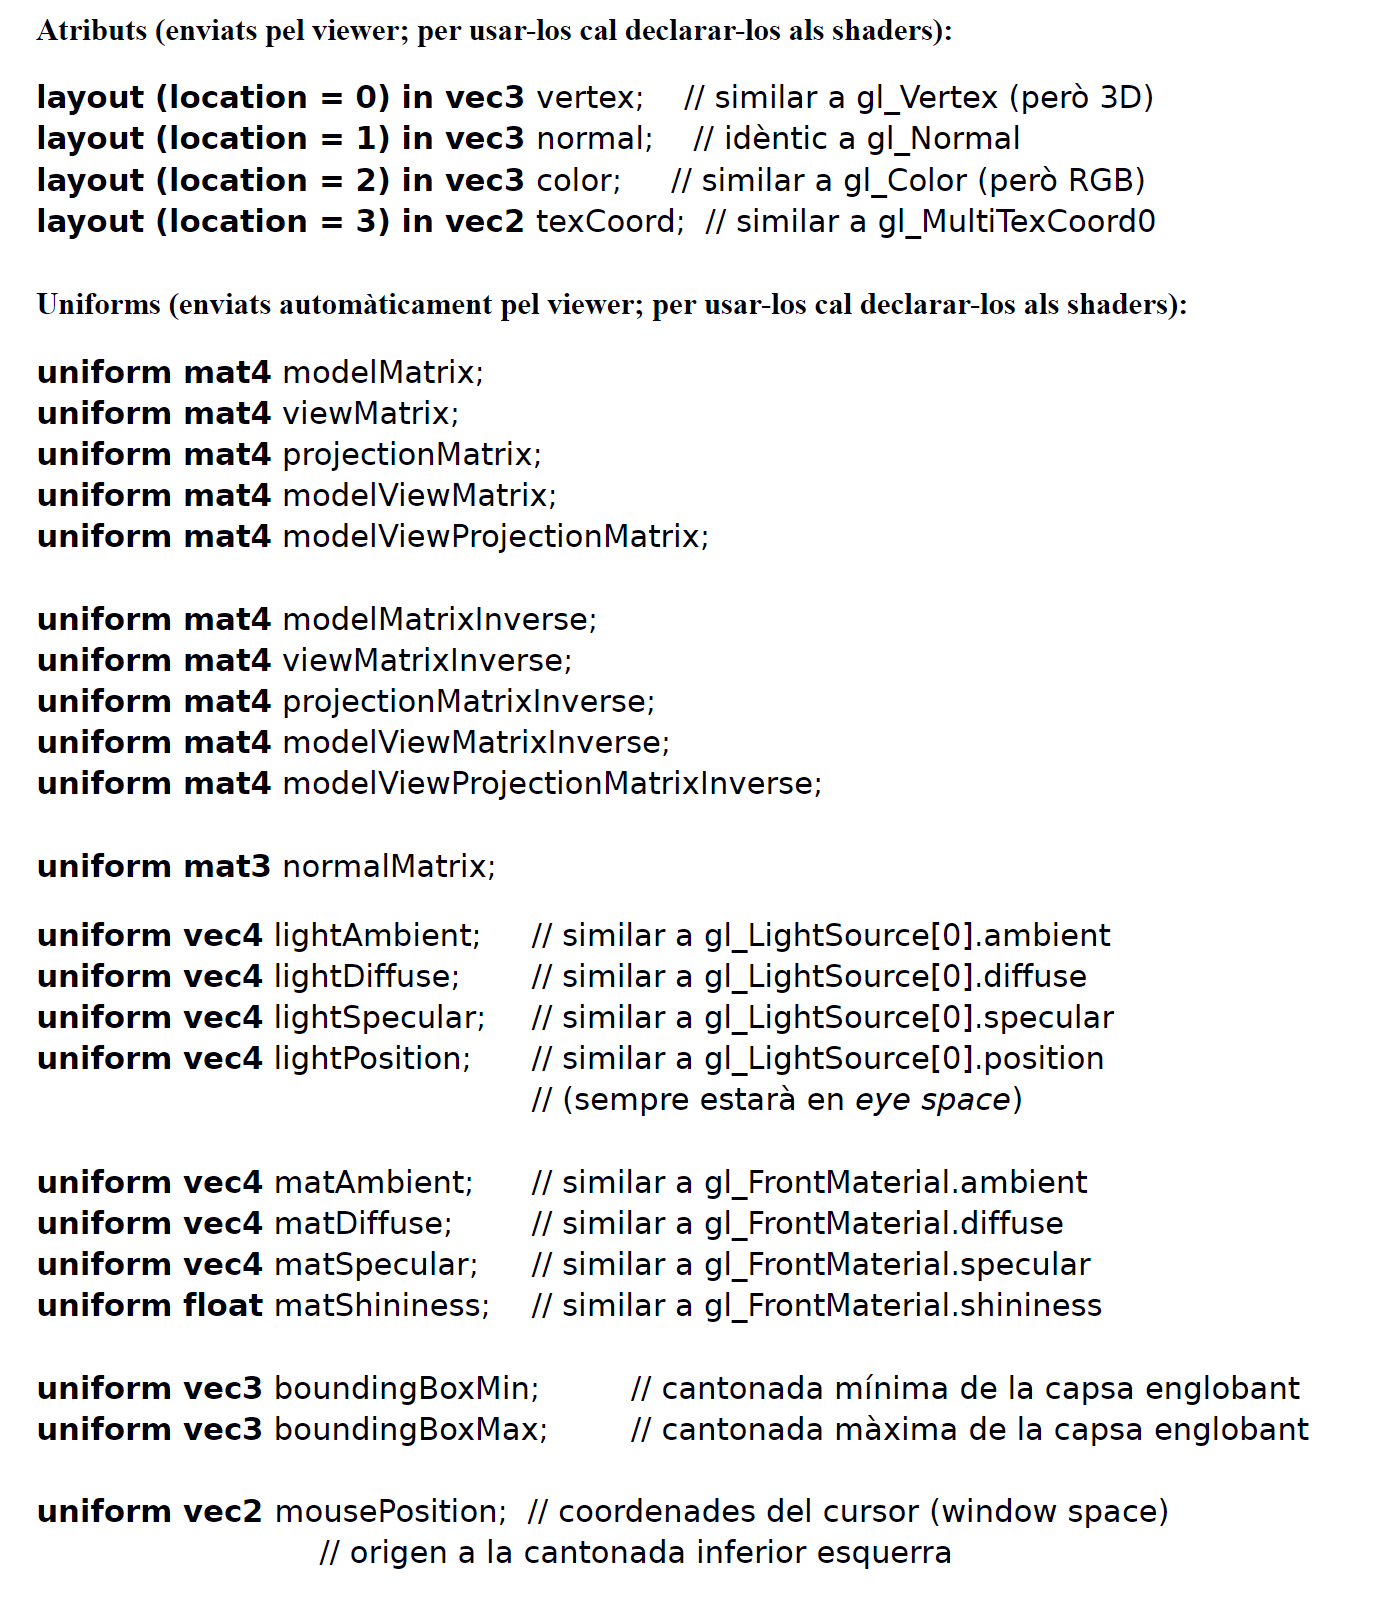 Atributs (enviats pel viewer; per usar-los cal declarar-los als shaders):
layout (location = 0) in vec3 vertex; // similar a gl_Vertex (però 3D)
layout (location = 1) in vec3 normal; // idèntic a gl_Normal
layout (location = 2) in vec3 color; // similar a gl_Color (però RGB)
layout (location = 3) in vec2 texCoord; // similar a gl_MultiTexCoord0
Uniforms (enviats automàticament pel viewer; per usar-los cal declarar-los als shaders):
uniform mat4 modelMatrix;
uniform mat4 viewMatrix;
uniform mat4 projectionMatrix;
uniform mat4 modelViewMatrix;
uniform mat4 modelViewProjectionMatrix;
uniform mat4 modelMatrixInverse;
uniform mat4 viewMatrixInverse;
uniform mat4 projectionMatrixInverse;
uniform mat4 modelViewMatrixInverse;
uniform mat4 modelViewProjectionMatrixInverse;
uniform mat3 normalMatrix;
uniform vec4 lightAmbient; // similar a gl_LightSource[0].ambient
uniform vec4 lightDiffuse; // similar a gl_LightSource[0].diffuse
uniform vec4 lightSpecular; // similar a gl_LightSource[0].specular
uniform vec4 lightPosition; // similar a gl_LightSource[0].position
// (sempre estarà en eye space)
uniform vec4 matAmbient; // similar a gl_FrontMaterial.ambient
uniform vec4 matDiffuse; // similar a gl_FrontMaterial.diffuse
uniform vec4 matSpecular; // similar a gl_FrontMaterial.specular
uniform float matShininess; // similar a gl_FrontMaterial.shininess
uniform vec3 boundingBoxMin; // cantonada mínima de la capsa englobant
uniform vec3 boundingBoxMax; // cantonada màxima de la capsa englobant
uniform vec2 mousePosition; // coordenades del cursor (window space)
// origen a la cantonada inferior esquerra